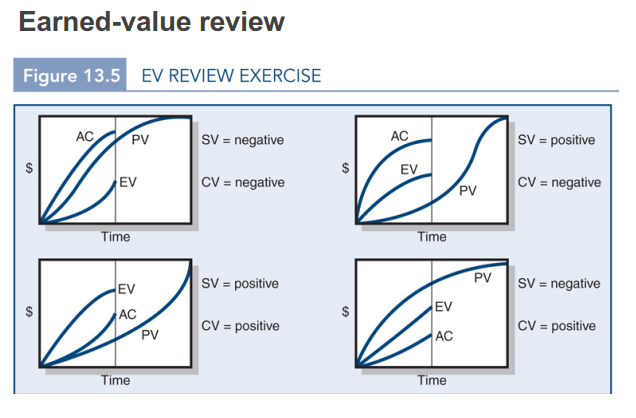 Earned-value review
Figure 13.5 EV REVIEW EXERCISE
AC
PV
EV
$
Time
SV = negative
CV = negative
AC
EV
PV
$
Time
SV = positive
CV = negative
EV
AC
PV
$
Time
SV = positive
CV = positive
PV
EV
AC
$
Time
SV = negative
CV = positive